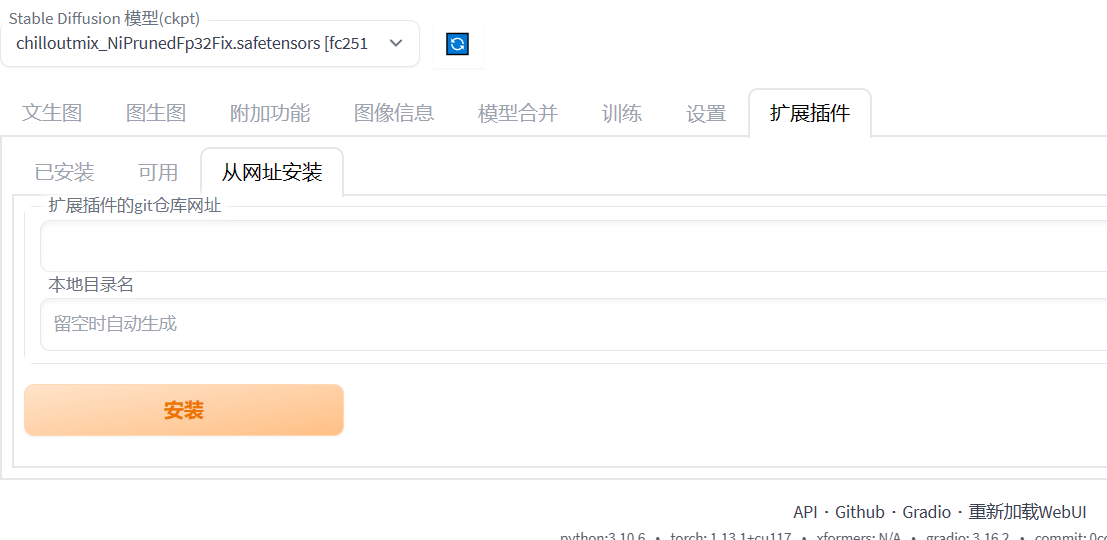 Stable Diffusion 模型(ckpt)
chilloutmix_NiPrunedFp32Fix.safetensors [fc251
文生图 图生图 附加功能 图像信息 模型合并 训练 设置 扩展插件
已安装 可用 从网址安装
扩展插件的git仓库网址
本地目录名
留空时自动生成
安装
API · Github · Gradio · 重新加载WebUI
python: 3.10.6 • torch: 1.13.1+cu117 • xformers: N/A • gradio: 3.16.2 • commit: 0cc